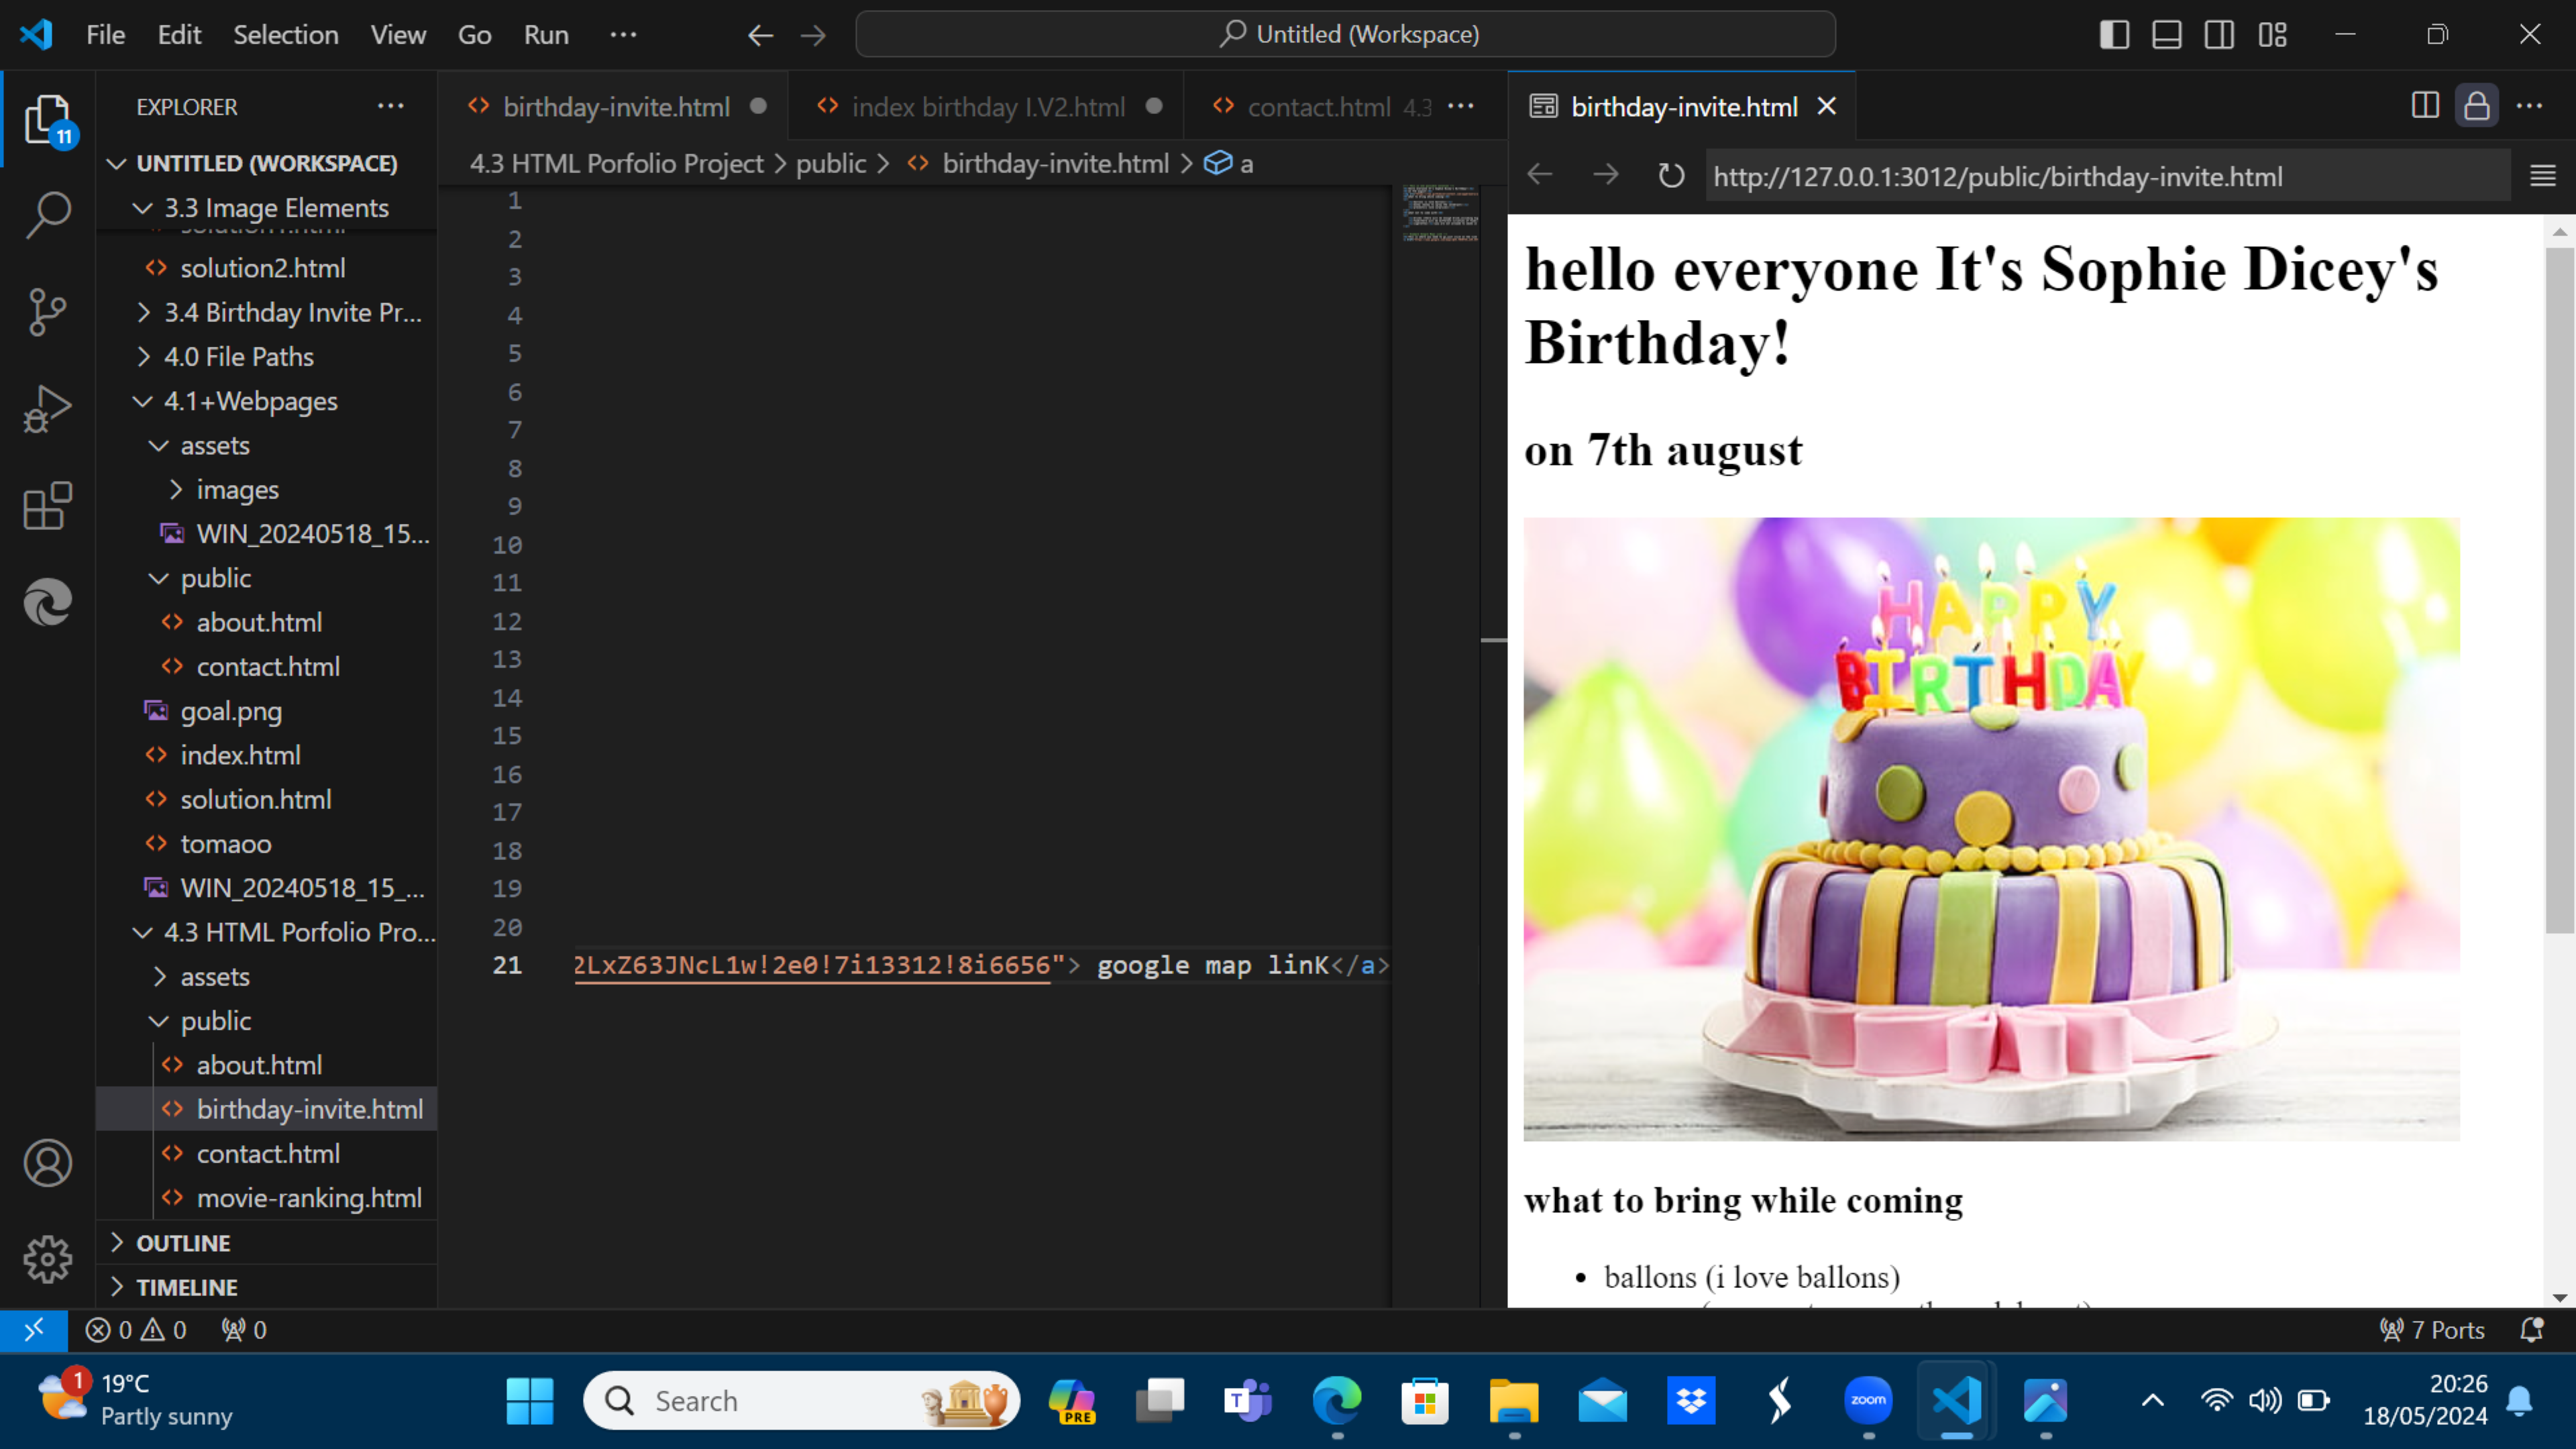 File Edit Selection View Go Run ··· Untitled (Workspace)
EXPLORER ···
11
UNTITLED (WORKSPACE)
3.3 Image Elements
solution2.html
3.4 Birthday Invite Pr...
4.0 File Paths
4.1+Webpages
assets
images
WIN_20240518_15...
public
about.html
contact.html
goal.png
index.html
solution.html
tomaoo
WIN_20240518_15_...
4.3 HTML Porfolio Pro...
assets
public
about.html
birthday-invite.html
contact.html
movie-ranking.html
OUTLINE
TIMELINE
birthday-invite.html index birthday I.V2.html contact.html 4.3 ···
4.3 HTML Porfolio Project > public > birthday-invite.html > a
1
2
3
4
5
6
7
8
9
10
11
12
13
14
15
16
17
18
19
20
21 2LxZ63JNcL1w!2e0!7i13312!8i6656"> google map linK</a>
birthday-invite.html
http://127.0.0.1:3012/public/birthday-invite.html
hello everyone It's Sophie Dicey's
Birthday!
on 7th august
HAPPY
BIRTHDAY
what to bring while coming
• ballons (i love ballons)
0 0 0 7 Ports
1 19°C
Partly sunny
Search
PRE
T
zoom
20:26
18/05/2024